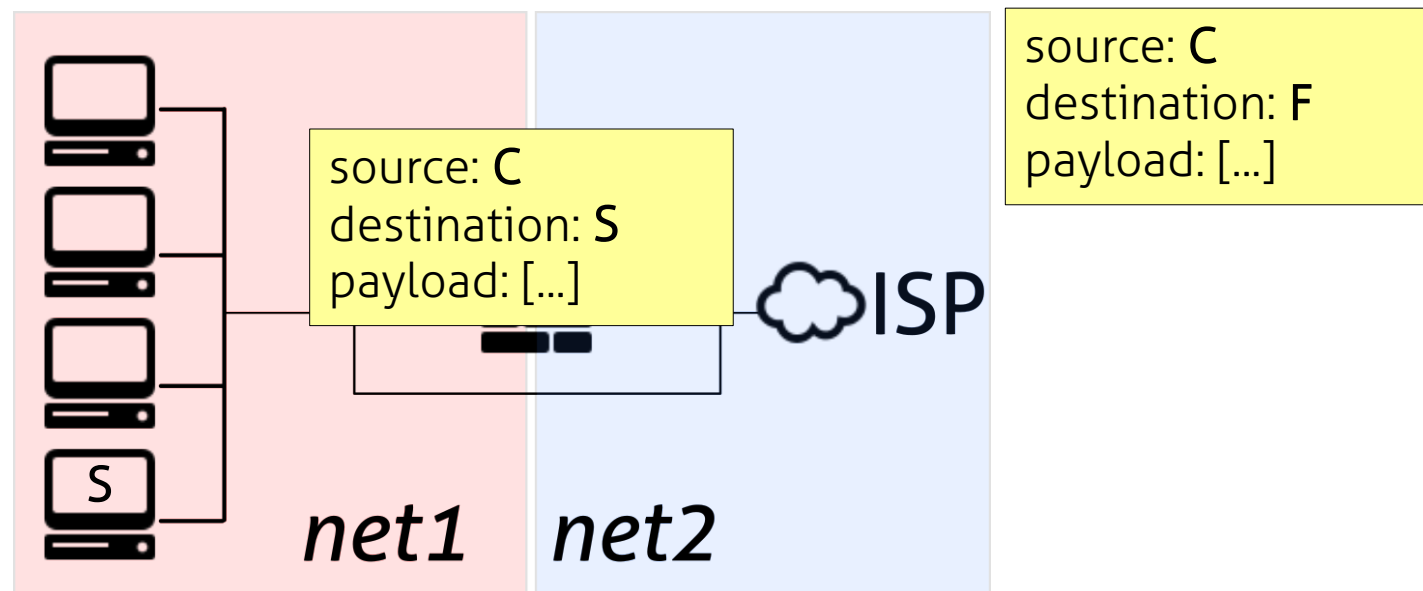 source: C
destination: F
payload: [...]
source: C
destination: S
payload: [...]
ISP
S
net1
net2